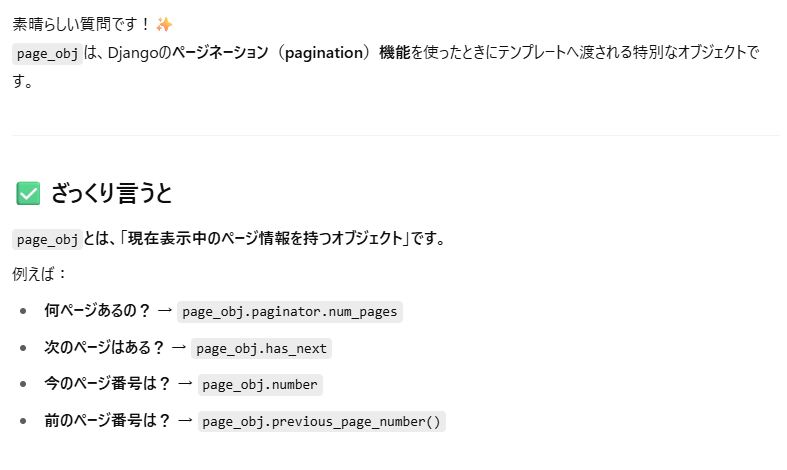 素晴らしい質問です！✨
page_obj は、Djangoのページネーション（pagination）機能を使ったときにテンプレートへ渡される特別なオブジェクトで
す。
✅ ざっくり言うと
page_obj とは、「現在表示中のページ情報を持つオブジェクト」です。
例えば：
• 何ページあるの？ → page_obj.paginator.num_pages
• 次のページはある？ → page_obj.has_next
• 今のページ番号は？ → page_obj.number
• 前のページ番号は？ → page_obj.previous_page_number()